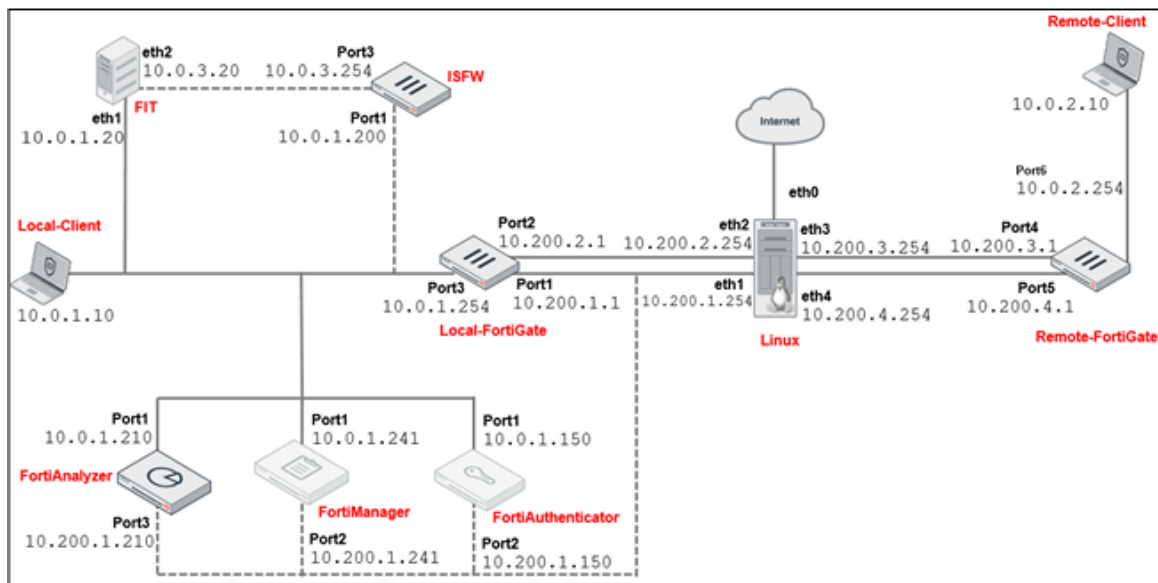 Remote-Client
eth2
10.0.3.20
Port3
10.0.3.254
ISFW
FIT
eth1
10.0.1.20
Port1
10.0.1.200
Internet
10.0.2.10
Port6
10.0.2.254
eth0
Local-Client
10.0.1.10
Port2
10.200.2.1
eth2
10.200.2.254
eth3
10.200.3.254
Port4
10.200.3.1
Port3
10.0.1.254
Port1
10.200.1.1
eth1
10.200.1.254
eth4
10.200.4.254
Port5
10.200.4.1
Local-FortiGate
Linux
Remote-FortiGate
Port1
10.0.1.210
Port1
10.0.1.241
Port1
10.0.1.150
FortiAnalyzer
FortiManager
FortiAuthenticator
Port3
10.200.1.210
Port2
10.200.1.241
Port2
10.200.1.150